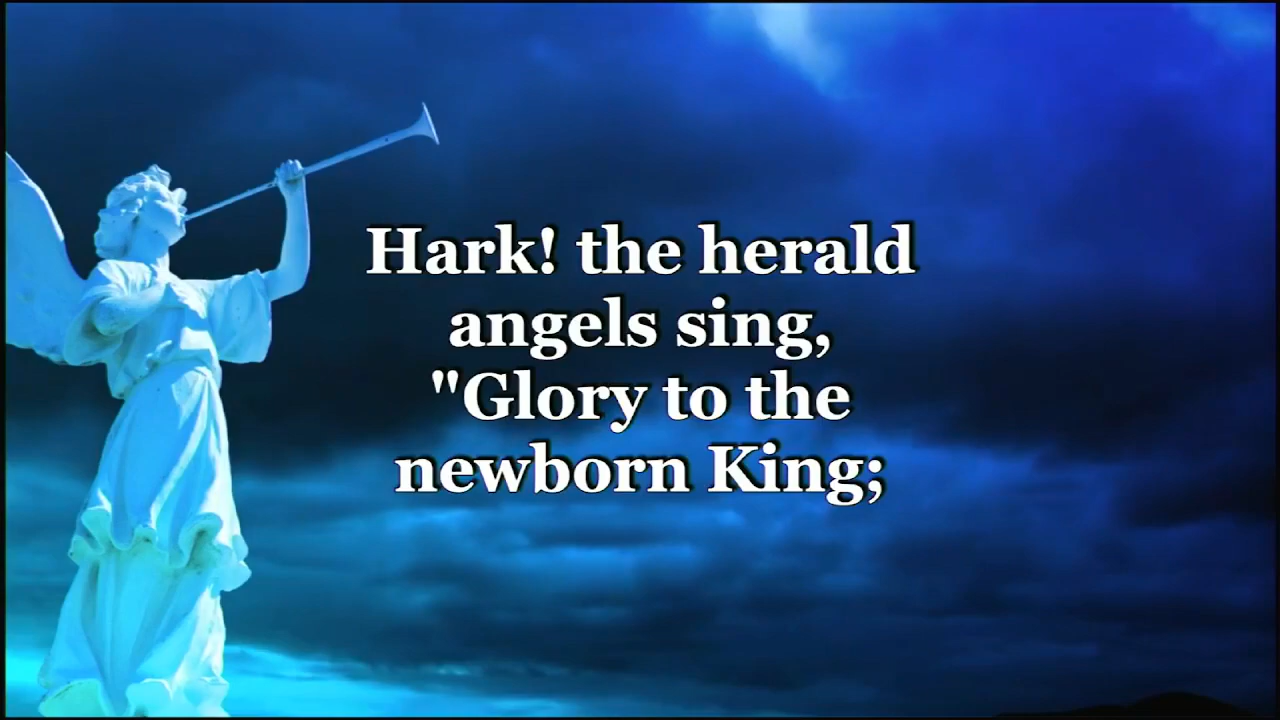 Hark! the herald
angels sing,
"Glory to the
newborn King;